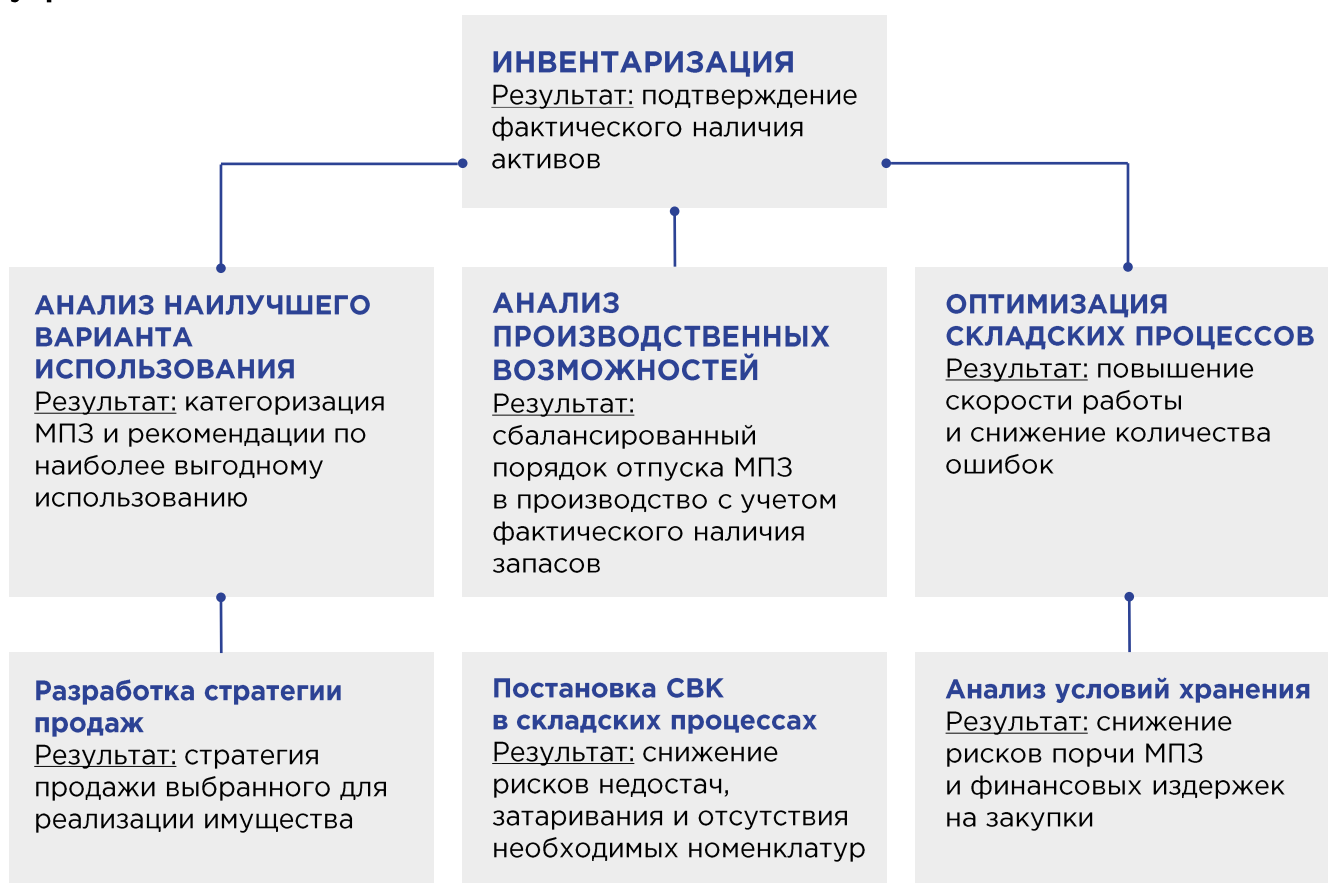 ИНВЕНТАРИЗАЦИЯ
Результат: подтверждение
фактического наличия
активов
АНАЛИЗ НАИЛУЧШЕГО
ВАРИАНТА
ИСПОЛЬЗОВАНИЯ
Результат: категоризация
МПЗ и рекомендации по
наиболее выгодному
использованию
АНАЛИЗ
ПРОИЗВОДСТВЕННЫХ
ВОЗМОЖНОСТЕЙ
Результат:
сбалансированный
порядок отпуска МПЗ
в производство с учетом
фактического наличия
запасов
ОПТИМИЗАЦИЯ
СКЛАДСКИХ ПРОЦЕССОВ
Результат: повышение
скорости работы
и снижение количества
ошибок
Разработка стратегии
продаж
Результат: стратегия
продажи выбранного для
реализации имущества
Постановка СВК
в складских процессах
Результат: снижение
рисков недостач,
затаривания и отсутствия
необходимых номенклатур
Анализ условий хранения
Результат: снижение
рисков порчи МПЗ
и финансовых издержек
на закупки